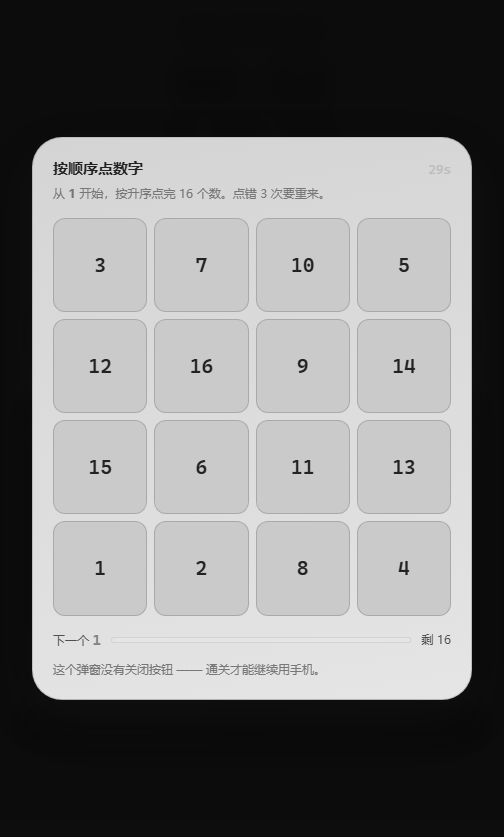 按顺序点数字 29s
从 1 开始，按升序点完 16 个数。点错 3 次要重来。
3 7 10 5
12 16 9 14
15 6 11 13
1 2 8 4
下一个 1 剩 16
这个弹窗没有关闭按钮 —— 通关才能继续用手机。